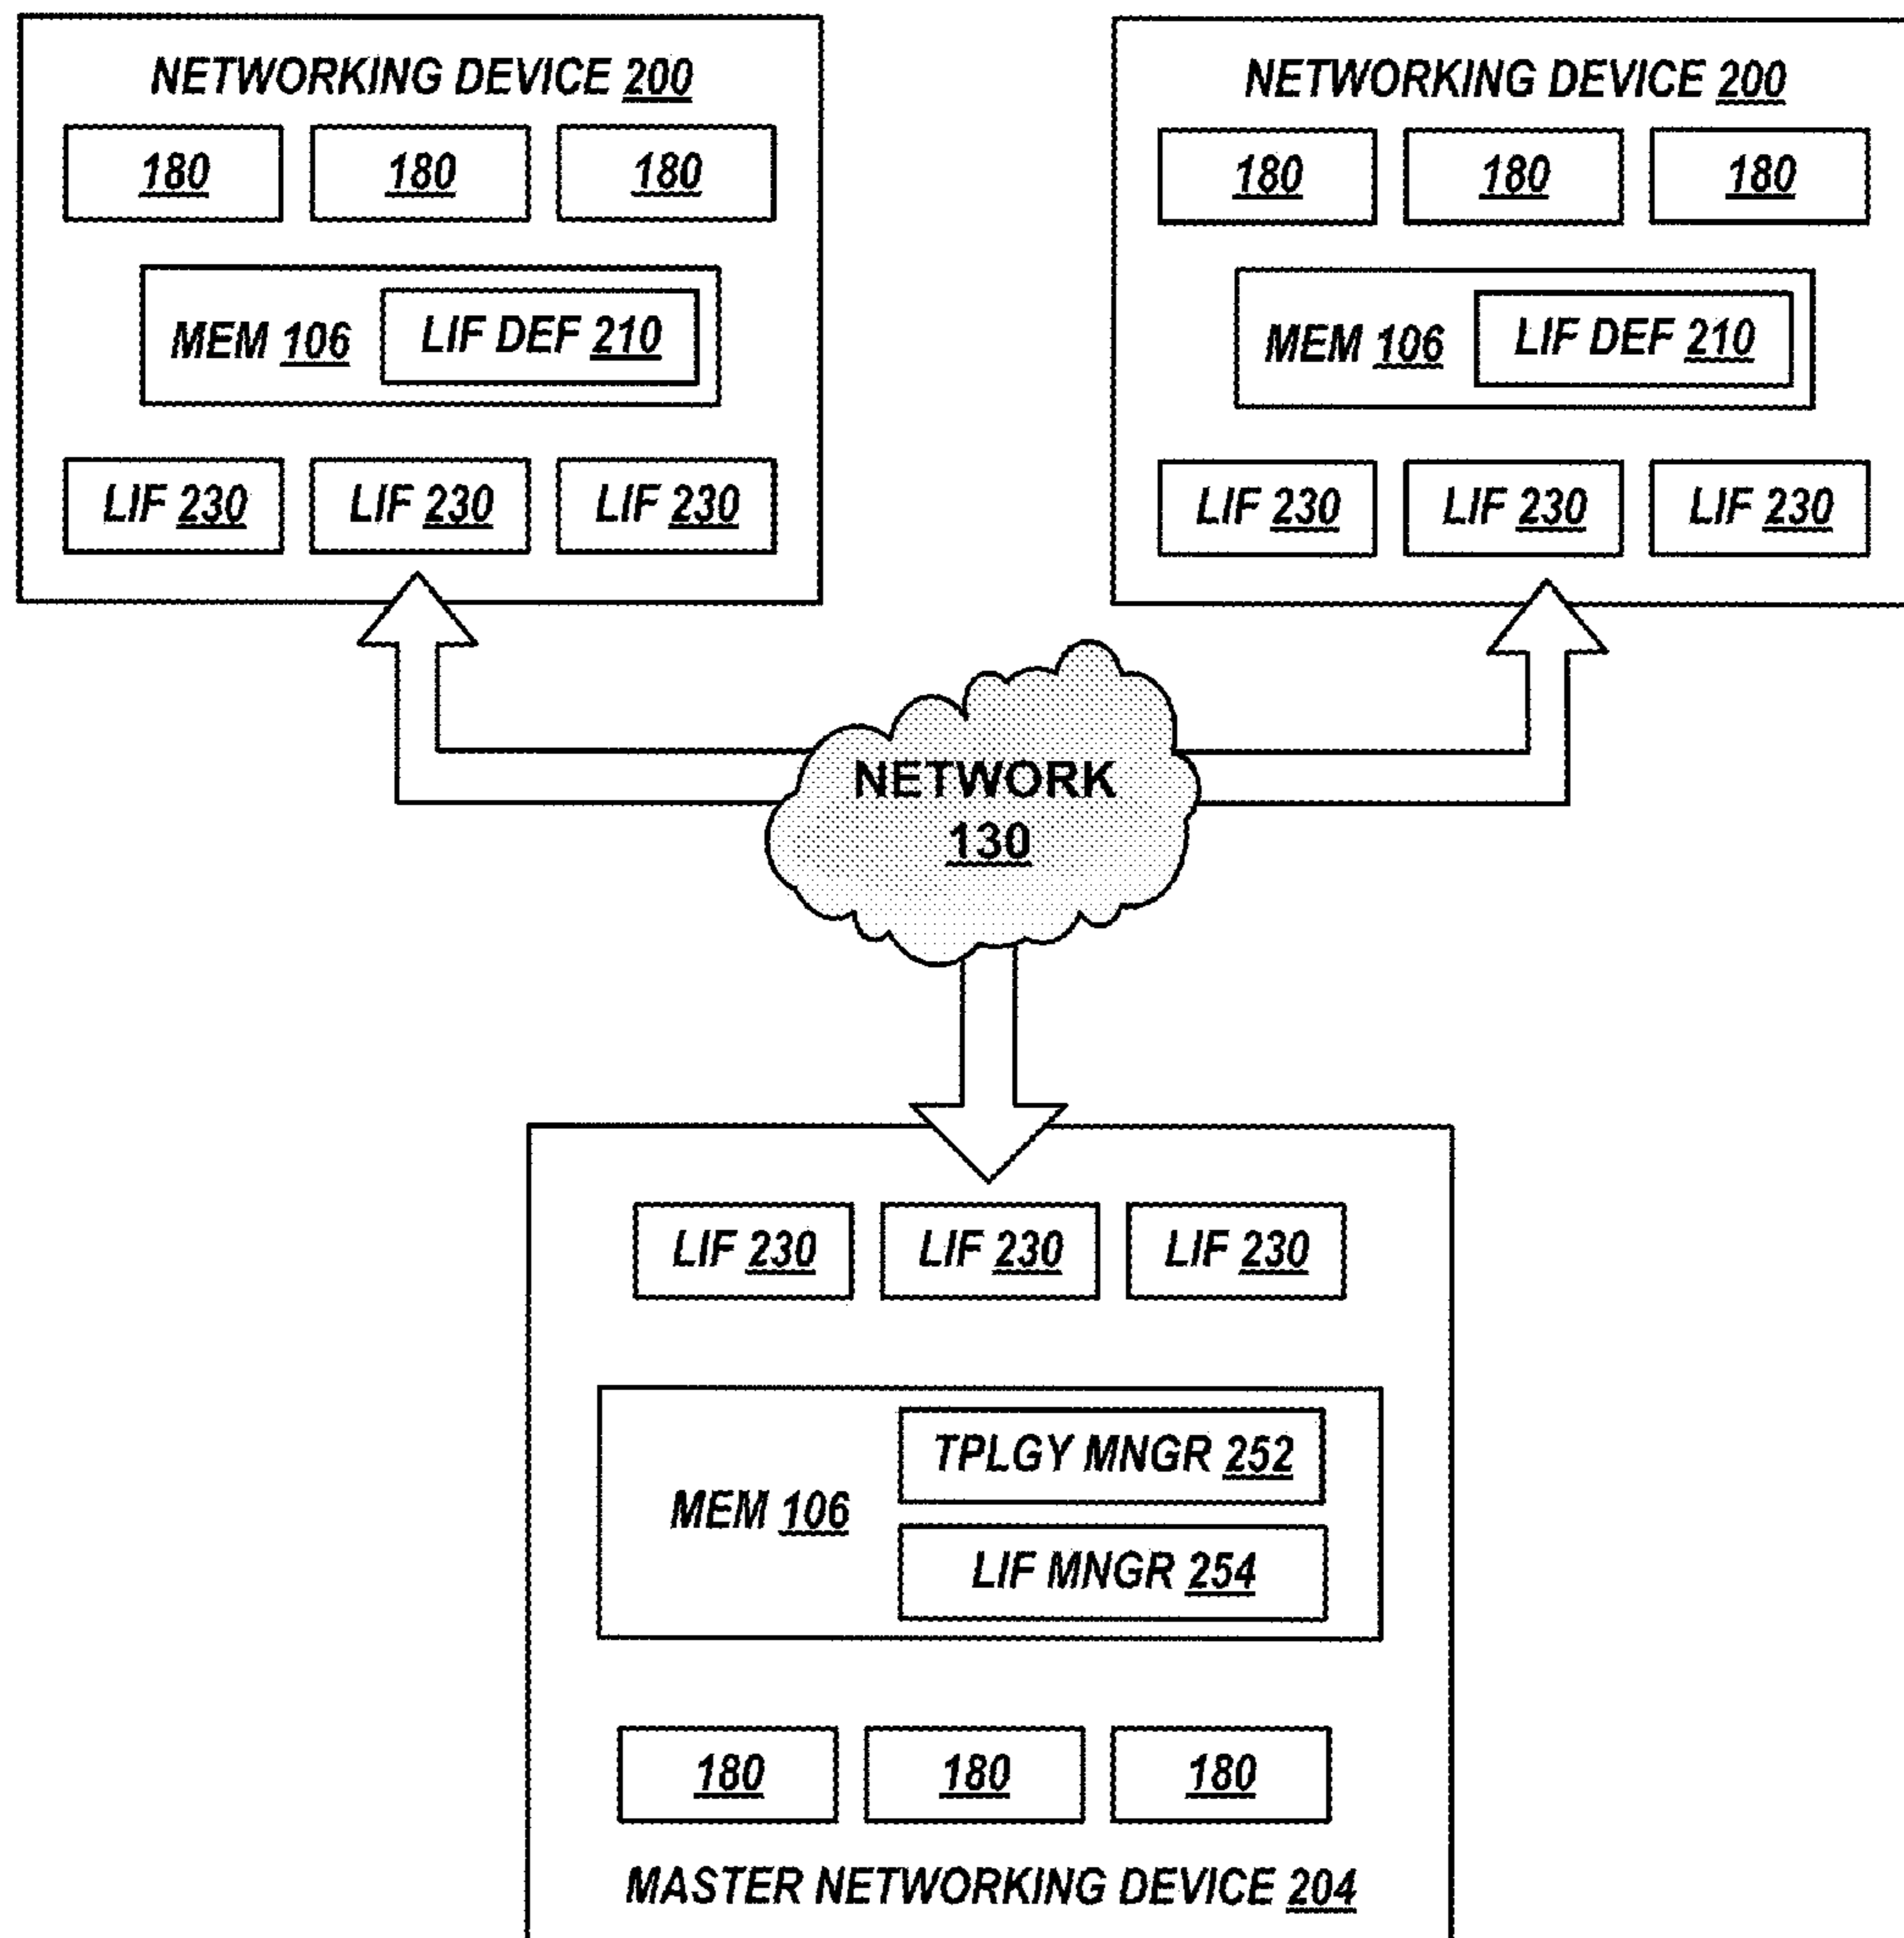 NETWORKING DEVICE 200
180 180 180
MEM 106 LIF DEF 210
LIF 230 LIF 230 LIF 230
NETWORKING DEVICE 200
180 180 180
MEM 106 LIF DEF 210
LIF 230 LIF 230 LIF 230
NETWORK
130
LIF 230 LIF 230 LIF 230
TPLGY MNGR 252
MEM 106
LIF MNGR 254
180 180 180
MASTER NETWORKING DEVICE 204